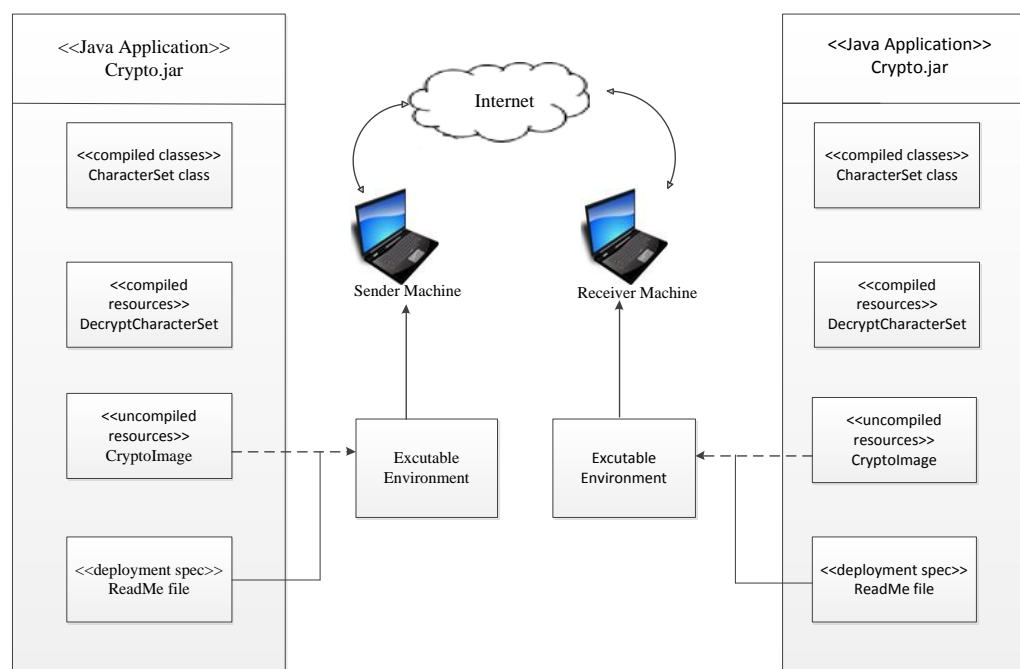 <<Java Application>>
Crypto.jar
<<compiled classes>>
CharacterSet class
<<compiled
resources>>
DecryptCharacterSet
<<uncompiled
resources>>
CryptoImage
<<deployment spec>>
ReadMe file
Internet
Sender Machine
Receiver Machine
Excutable
Environment
Excutable
Environment
<<Java Application>>
Crypto.jar
<<compiled classes>>
CharacterSet class
<<compiled
resources>>
DecryptCharacterSet
<<uncompiled
resources>>
CryptoImage
<<deployment spec>>
ReadMe file